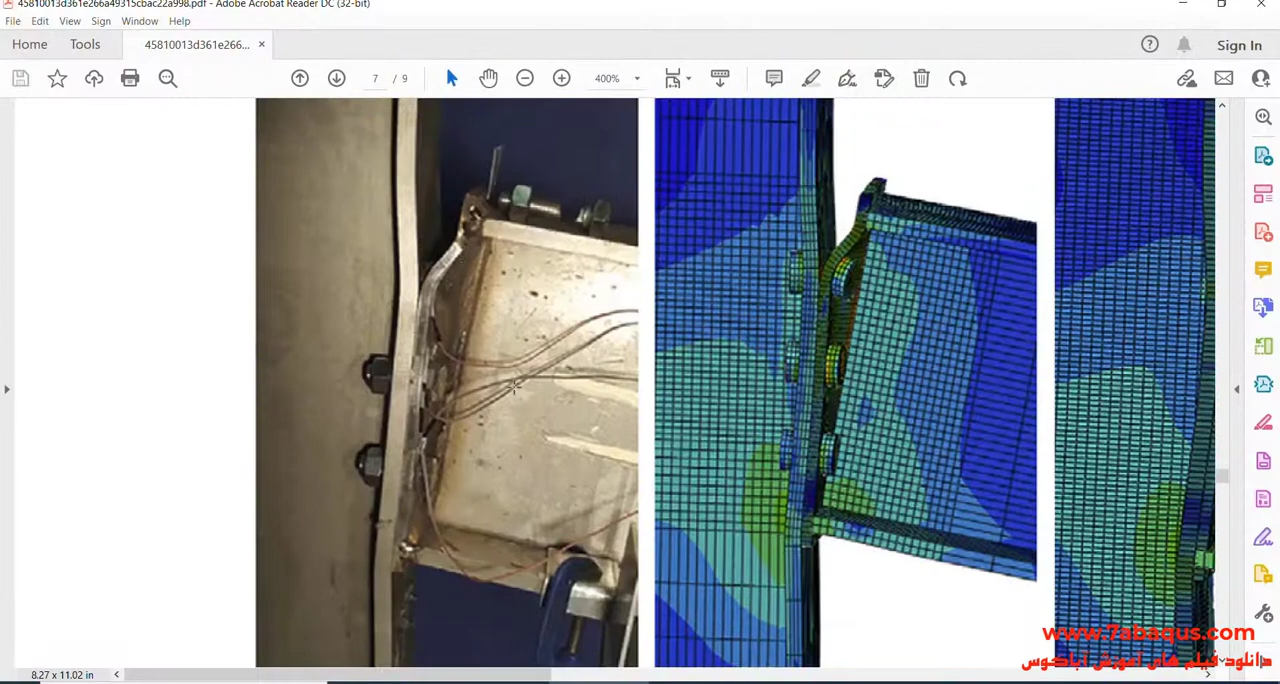 45810013d361e266a49315cbac22a998.pdf - Adobe Acrobat Reader DC (32-bit)
File Edit View Sign Window Help
Home Tools 45810013d361e266... × Sign In
7 / 9 400%
www.7abaqus.com
دانلود فیلم های آموزش آباکوس
8.27 x 11.02 in